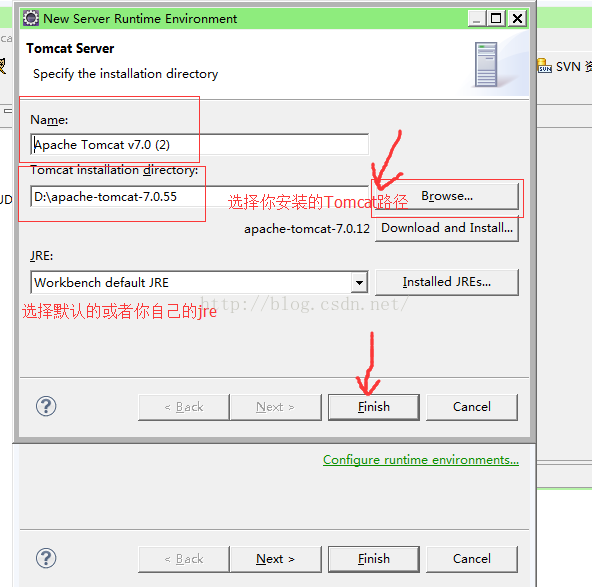 New Server Runtime Environment
Tomcat Server
Specify the installation directory
SVN 资
Name:
Apache Tomcat v7.0 (2)
Tomcat installation directory:
D:\apache-tomcat-7.0.55
Browse...
选择你安装的Tomcat路径
apache-tomcat-7.0.12
Download and Install...
JRE:
Workbench default JRE
Installed JREs...
http://blog.csdn.net/
选择默认的或者你自己的jre
< Back
Next >
Finish
Cancel
Configure runtime environments...
< Back
Next >
Finish
Cancel